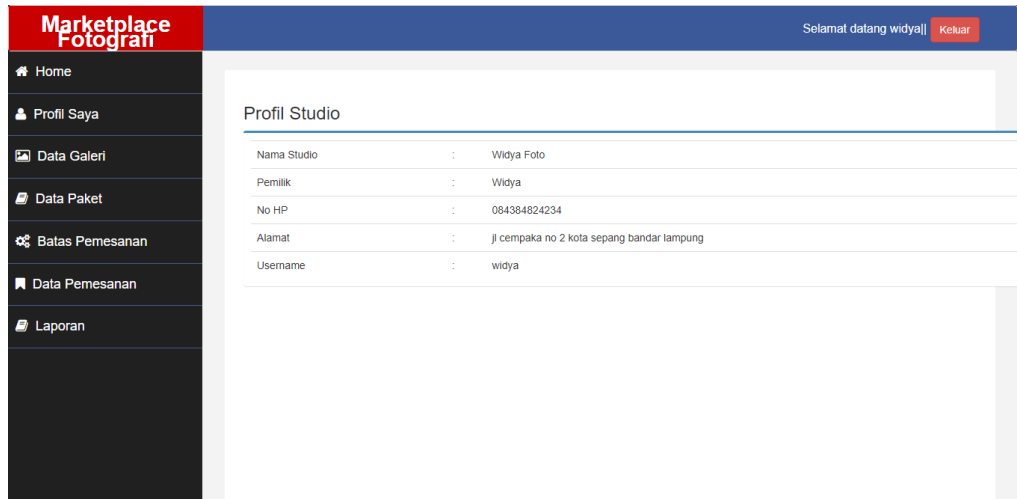 Marketplace
Fotografi
Selamat datang widya|| Keluar
Home
Profil Saya
Data Galeri
Data Paket
Batas Pemesanan
Data Pemesanan
Laporan
Profil Studio
Nama Studio : Widya Foto
Pemilik : Widya
No HP : 084384824234
Alamat : jl cempaka no 2 kota sepang bandar lampung
Username : widya